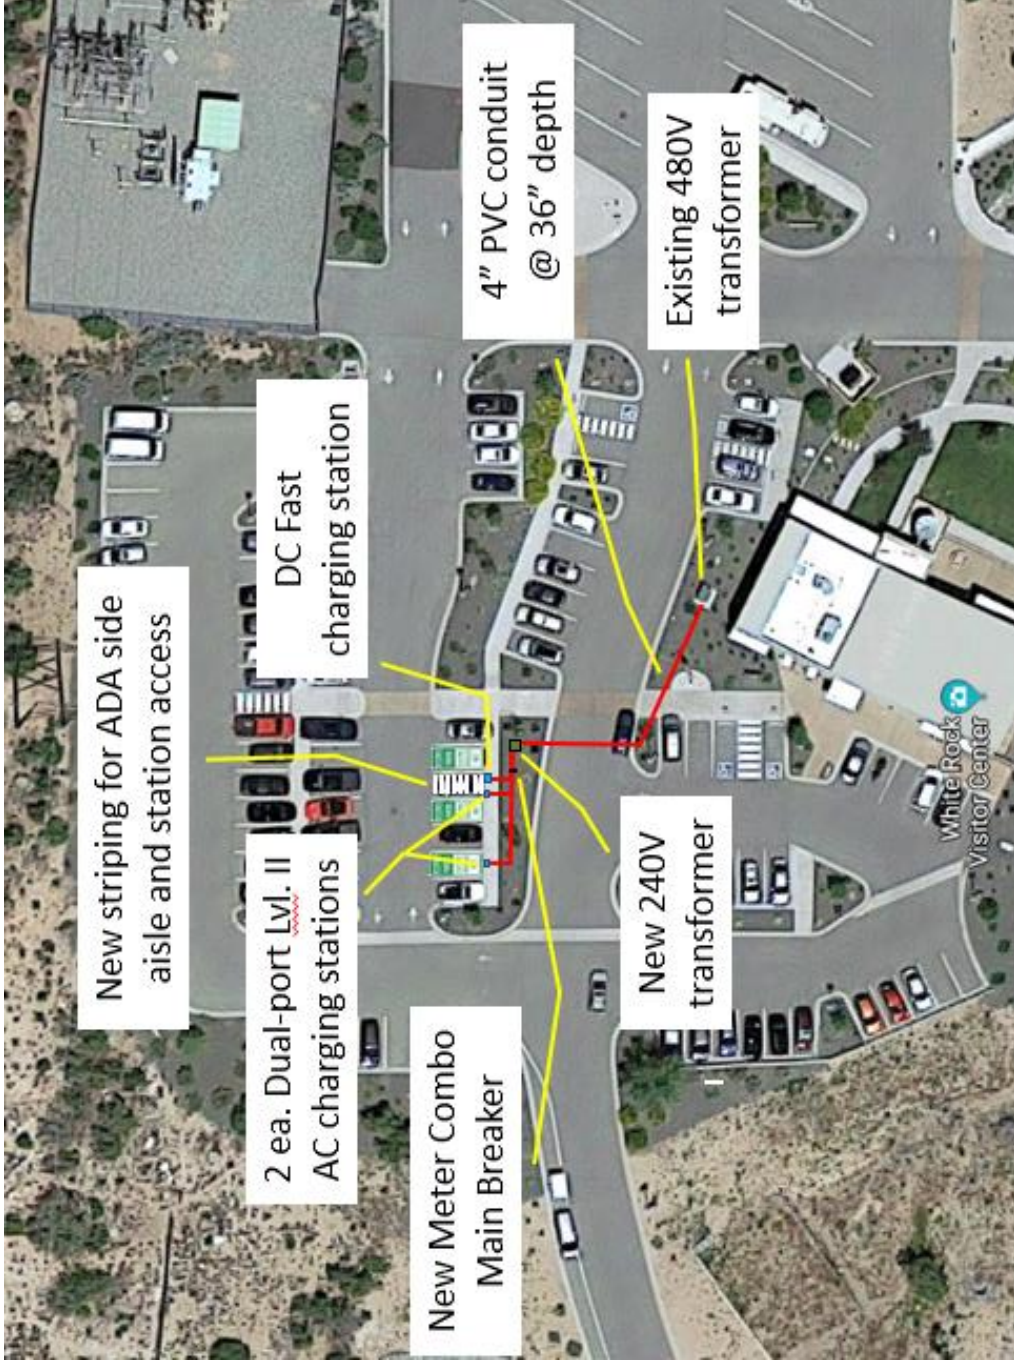 New striping for ADA side
aisle and station access
DC Fast
charging station
4” PVC conduit
@ 36” depth
Existing 480V
transformer
2 ea. Dual-port Lvl. II
AC charging stations
New Meter Combo
Main Breaker
New 240V
transformer
White Rock
Visitor Center